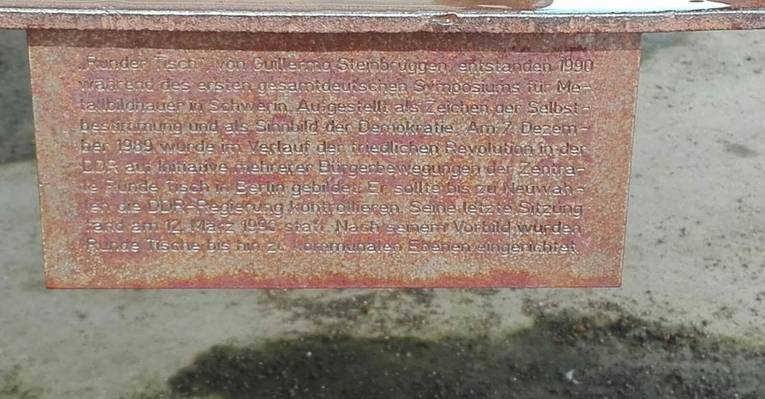 „Runder Tisch“, von Guillermo Steinbrüggen, entstanden 1990
während des ersten gesamtdeutschen Symposiums für Me-
tallbildhauer in Schwerin. Aufgestellt als Zeichen der Selbst-
bestimmung und als Sinnbild der Demokratie. Am 7. Dezem-
ber 1989 wurde im Verlauf der friedlichen Revolution in der
DDR auf Initiative mehrerer Bürgerbewegungen der Zentra-
le Runde Tisch in Berlin gebildet. Er sollte bis zu Neuwah-
len die DDR-Regierung kontrollieren. Seine letzte Sitzung
fand am 12. März 1990 statt. Nach seinem Vorbild wurden
Runde Tische bis hin zu kommunalen Ebenen eingerichtet.